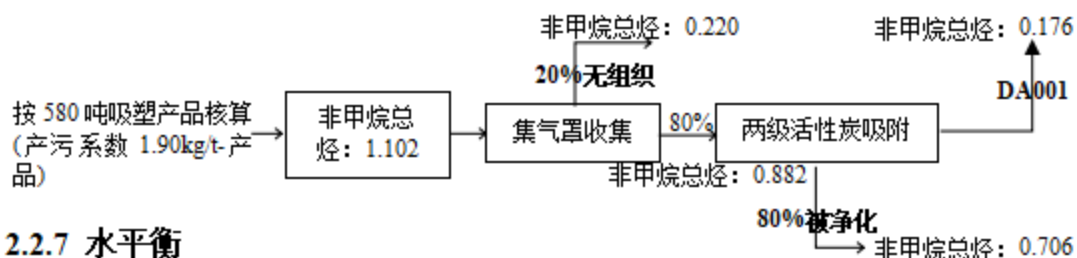 非甲烷总烃：0.220
非甲烷总烃：0.176
20%无组织
DA001
按 580 吨吸塑产品核算
(产污系数 1.90kg/t-产
品)
非甲烷总
烃：1.102
集气罩收集
80%
两级活性炭吸附
非甲烷总烃：0.882
80%被净化
非甲烷总烃：0.706
2.2.7 水平衡